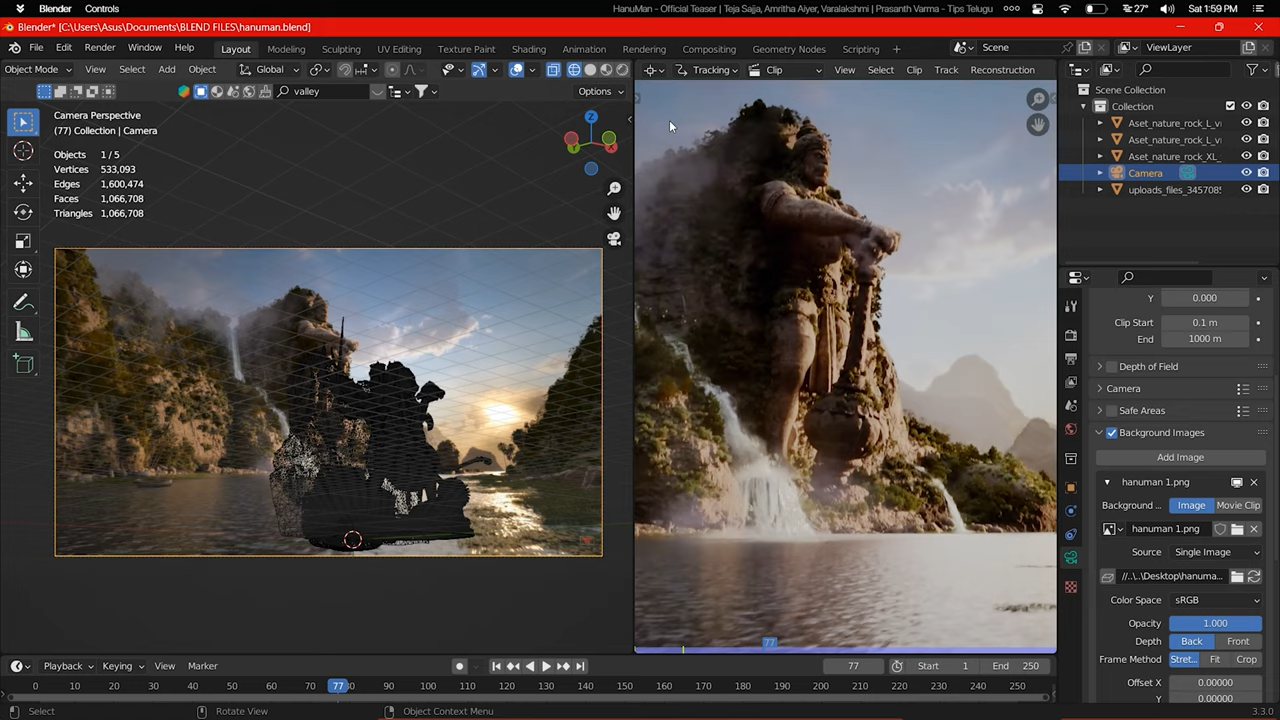 Blender Controls HanuMan - Official Teaser | Teja Sajja, Amritha Aiyer, Varalakshmi | Prasanth Varma - Tips Telugu 27° Sat1:59 PM
Blender* [C:\Users\Asus\Documents\BLEND FILES\hanuman.blend]
File Edit Render Window Help Layout Modeling Sculpting UV Editing Texture Paint Shading Animation Rendering Compositing Geometry Nodes Scripting + Scene ViewLayer
Object Mode View Select Add Object Global Tracking Clip View Select Clip Track Reconstruction
valley Options
Scene Collection
Collection
Aset_nature_rock_L_v
Aset_nature_rock_L_v
Aset_nature_rock_XL_
Camera
uploads_files_345708
Camera Perspective
(77) Collection | Camera
Objects 1 / 5
Vertices 533,093
Edges 1,600,474
Faces 1,066,708
Triangles 1,066,708
Z
Y
X
77
Y 0.000
Clip Start 0.1 m
End 1000 m
Depth of Field
Camera
Safe Areas
Background Images
Add Image
hanuman 1.png
Background ... Image Movie Clip
hanuman 1.png
Source Single Image
//..\..\Desktop\hanuma...
Color Space sRGB
Opacity 1.000
Depth Back Front
Frame Method Stret... Fit Crop
Offset X 0.00000
Y 0.00000
Playback Keying View Marker 77 Start 1 End 250
0 10 20 30 40 50 60 70 77 80 90 100 110 120 130 140 150 160 170 180 190 200 210 220 230 240 250
Select Rotate View Object Context Menu 3.3.0